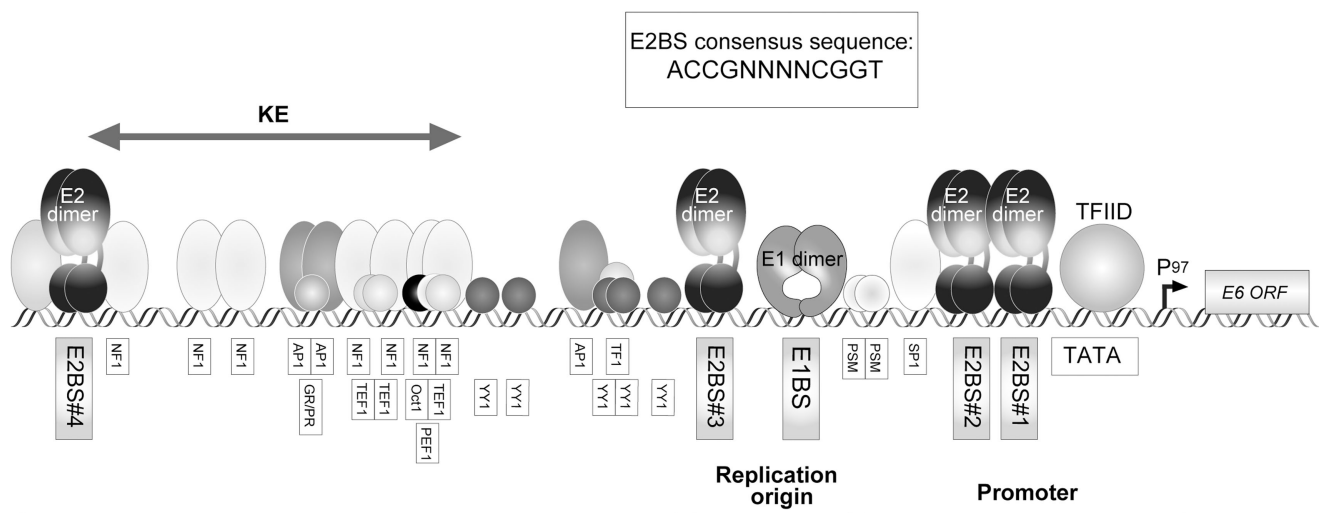 E2BS consensus sequence:
ACCGNNNNCGGT
KE
E2
dimer
E2
dimer
E2
dimer
E2
dimer
E1 dimer
TFIID
P97
E6 ORF
E2BS#4
NF1
NF1
NF1
AP1
AP1
NF1
NF1
NF1
NF1
AP1
TF1
E2BS#3
E1BS
PSM
PSM
SP1
E2BS#2
E2BS#1
TATA
GR/PR
TEF1
TEF1
Oct1
TEF1
YY1
YY1
YY1
YY1
YY1
PEF1
Replication
origin
Promoter